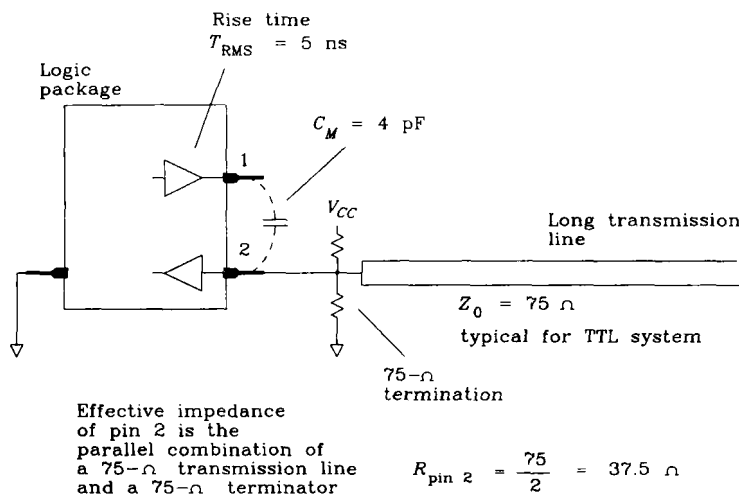 Rise time
T_RMS = 5 ns
Logic
package
C_M = 4 pF
1
V_CC
2
Long transmission
line
Z_0 = 75 Ω
typical for TTL system
75-Ω
termination
Effective impedance
of pin 2 is the
parallel combination of
a 75-Ω transmission line
and a 75-Ω terminator
R_pin 2 = 75/2 = 37.5 Ω